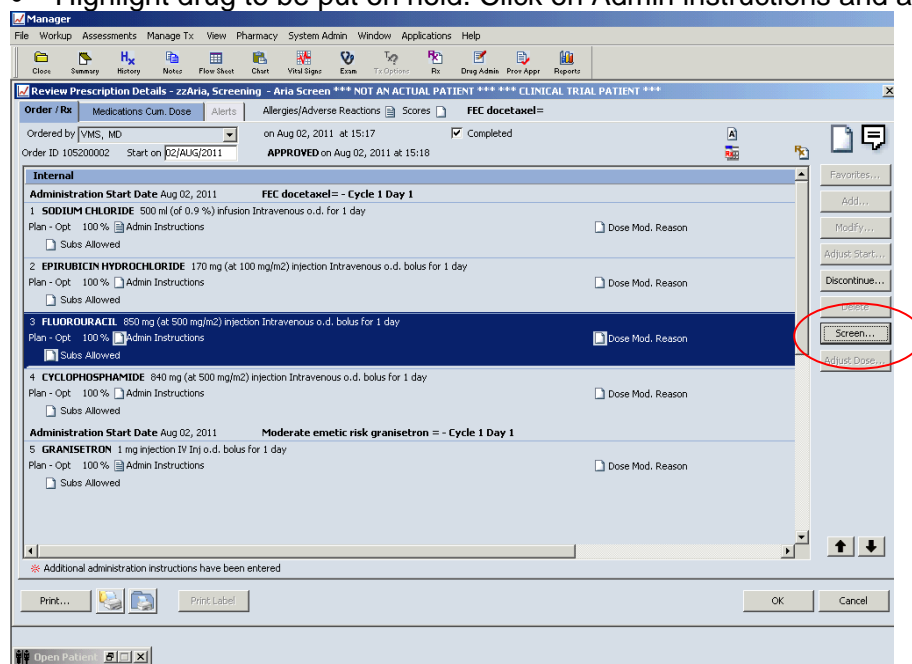 Highlight drug to be put on hold. Click on Admin instructions and a
Manager
File Workup Assessments Manage Tx View Pharmacy System Admin Window Applications Help
Close Summary History Notes Flow Sheet Chart Vital Signs Exam Tx Options Rx Drug Admin Prov Appr Reports
Review Prescription Details - zzAria, Screening - Aria Screen *** NOT AN ACTUAL PATIENT *** *** CLINICAL TRIAL PATIENT ***
Order / Rx Medications Cum. Dose Alerts Allergies/Adverse Reactions Scores FEC docetaxel=
Ordered by VMS, MD on Aug 02, 2011 at 15:17 Completed
Order ID 105200002 Start on 02/AUG/2011 APPROVED on Aug 02, 2011 at 15:18
Internal
Administration Start Date Aug 02, 2011 FEC docetaxel= - Cycle 1 Day 1
1 SODIUM CHLORIDE 500 ml (of 0.9 %) infusion Intravenous o.d. for 1 day
Plan - Opt 100 % Admin Instructions Dose Mod. Reason
Subs Allowed
2 EPIRUBICIN HYDROCHLORIDE 170 mg (at 100 mg/m2) injection Intravenous o.d. bolus for 1 day
Plan - Opt 100 % Admin Instructions Dose Mod. Reason
Subs Allowed
3 FLUOROURACIL 850 mg (at 500 mg/m2) injection Intravenous o.d. bolus for 1 day
Plan - Opt 100 % Admin Instructions Dose Mod. Reason
Subs Allowed
4 CYCLOPHOSPHAMIDE 840 mg (at 500 mg/m2) injection Intravenous o.d. bolus for 1 day
Plan - Opt 100 % Admin Instructions Dose Mod. Reason
Subs Allowed
Administration Start Date Aug 02, 2011 Moderate emetic risk granisetron = - Cycle 1 Day 1
5 GRANISETRON 1 mg injection IV Inj o.d. bolus for 1 day
Plan - Opt 100 % Admin Instructions Dose Mod. Reason
Subs Allowed
Additional administration instructions have been entered
Favorites...
Add...
Modify...
Adjust Start...
Discontinue...
Delete
Screen...
Adjust Dose...
Print... Print Label OK Cancel
Open Patient